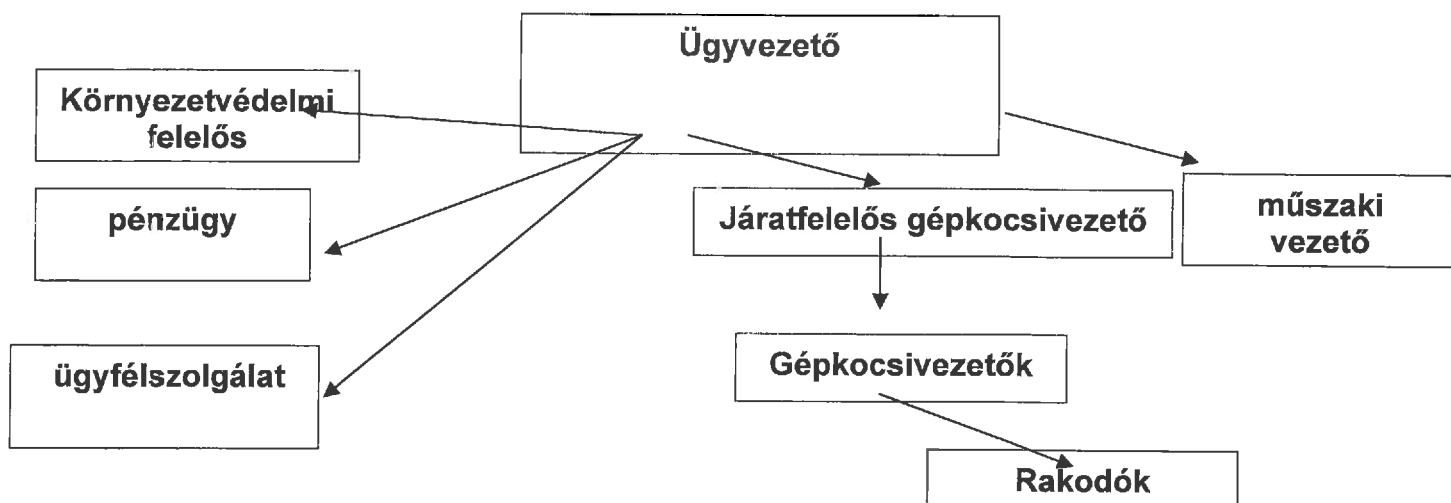 Ügyvezető
Környezetvédelmi
felelős
pénzügy
Járatfelelős gépkocsivezető
műszaki
vezető
ügyfélszolgálat
Gépkocsivezetők
Rakodók